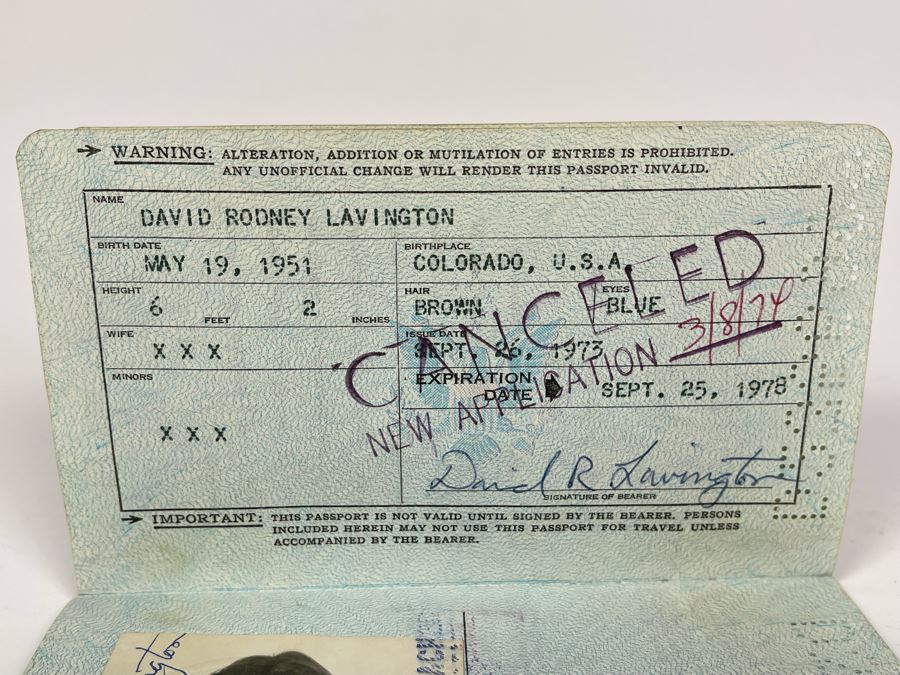 WARNING: ALTERATION, ADDITION OR MUTILATION OF ENTRIES IS PROHIBITED.
ANY UNOFFICIAL CHANGE WILL RENDER THIS PASSPORT INVALID.
NAME
DAVID RODNEY LAVINGTON
BIRTH DATE
MAY 19, 1951
BIRTHPLACE
COLORADO, U.S.A.
HEIGHT
6 FEET 2 INCHES
HAIR
BROWN
EYES
BLUE
WIFE
X X X
ISSUE DATE
SEPT. 26, 1973
MINORS
X X X
EXPIRATION
DATE
SEPT. 25, 1978
CANCELED
3/8/74
NEW APPLICATION
David R Lavington
SIGNATURE OF BEARER
IMPORTANT: THIS PASSPORT IS NOT VALID UNTIL SIGNED BY THE BEARER. PERSONS
INCLUDED HEREIN MAY NOT USE THIS PASSPORT FOR TRAVEL UNLESS
ACCOMPANIED BY THE BEARER.